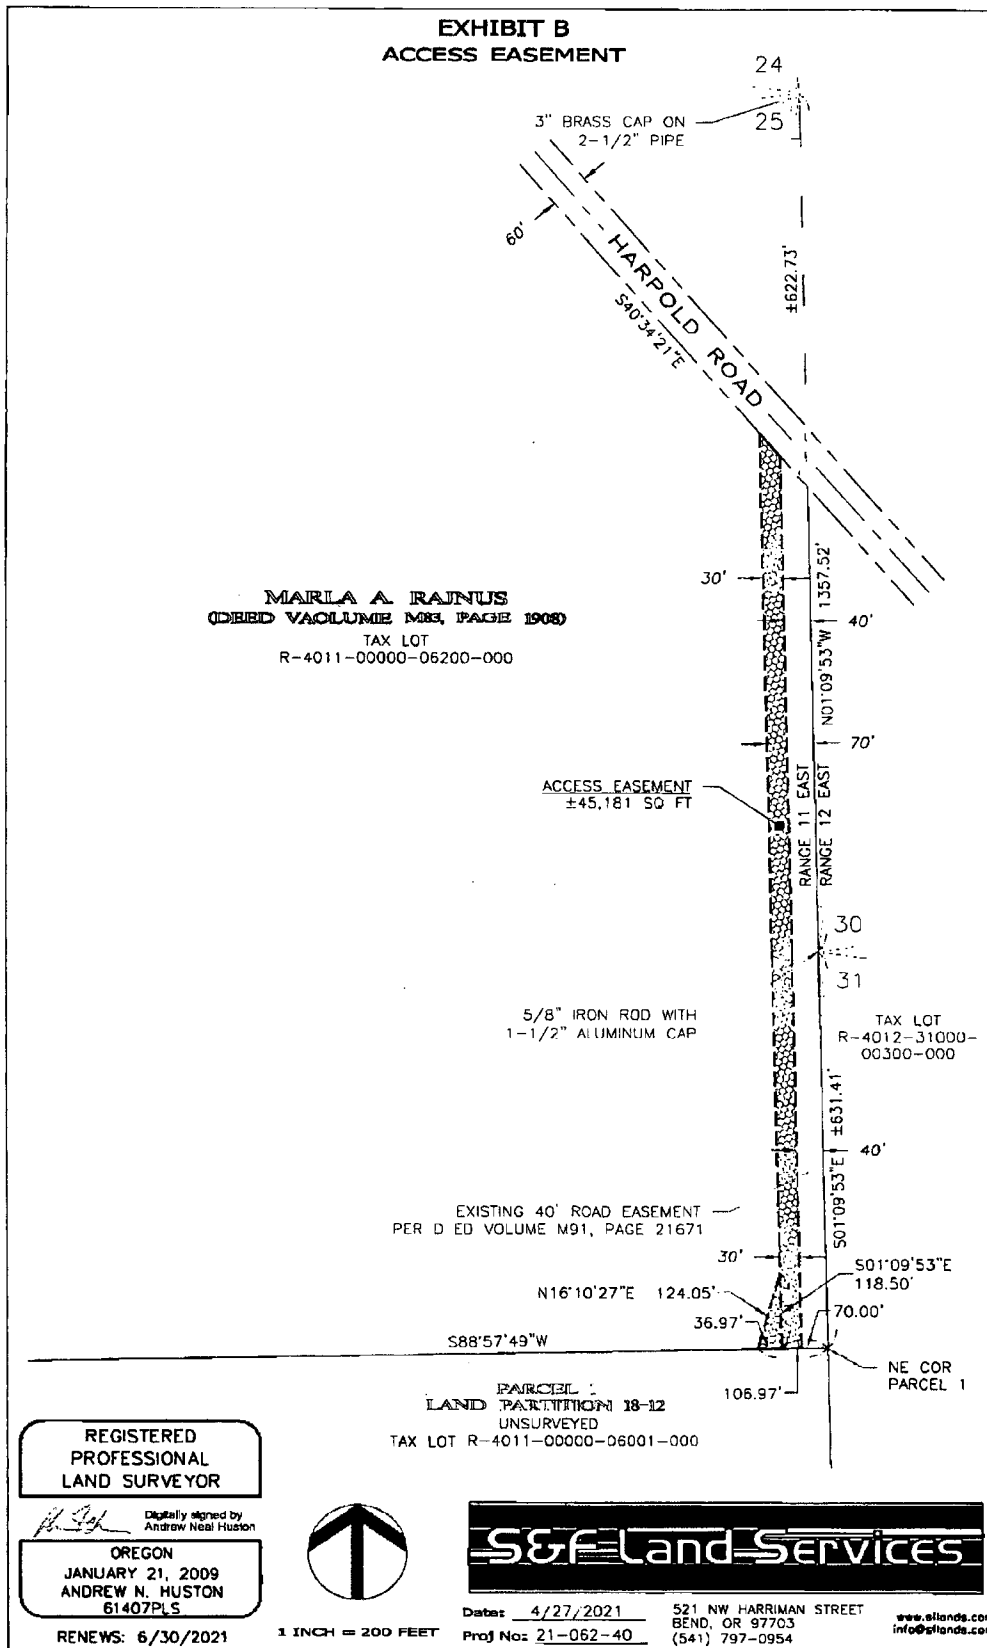 EXHIBIT B
ACCESS EASEMENT
24
25
3" BRASS CAP ON
2-1/2" PIPE
60'
HARPOLD ROAD
S40°34'21"E
±622.73'
30'
N01°09'53"W 1357.52'
40'
MARLA A. RAJNUS
(DEED VAOLUME M83, PAGE 1908)
TAX LOT
R-4011-00000-06200-000
70'
ACCESS EASEMENT
±45,181 SQ FT
RANGE 11 EAST
RANGE 12 EAST
30
31
5/8" IRON ROD WITH
1-1/2" ALUMINUM CAP
TAX LOT
R-4012-31000-
00300-000
S01°09'53"E ±631.41'
40'
EXISTING 40' ROAD EASEMENT
PER D ED VOLUME M91, PAGE 21671
30'
S01°09'53"E
118.50'
N16°10'27"E 124.05'
36.97'
70.00'
S88°57'49"W
NE COR
PARCEL 1
106.97'
PARCEL
LAND PARTITION 18-12
UNSURVEYED
TAX LOT R-4011-00000-06001-000
REGISTERED
PROFESSIONAL
LAND SURVEYOR
Digitally signed by
Andrew Neal Huston
OREGON
JANUARY 21, 2009
ANDREW N. HUSTON
61407PLS
RENEWS: 6/30/2021
1 INCH = 200 FEET
S&F Land Services
Date: 4/27/2021
Proj No: 21-062-40
521 NW HARRIMAN STREET
BEND, OR 97703
(541) 797-0954
www.sflands.com
info@sflands.com